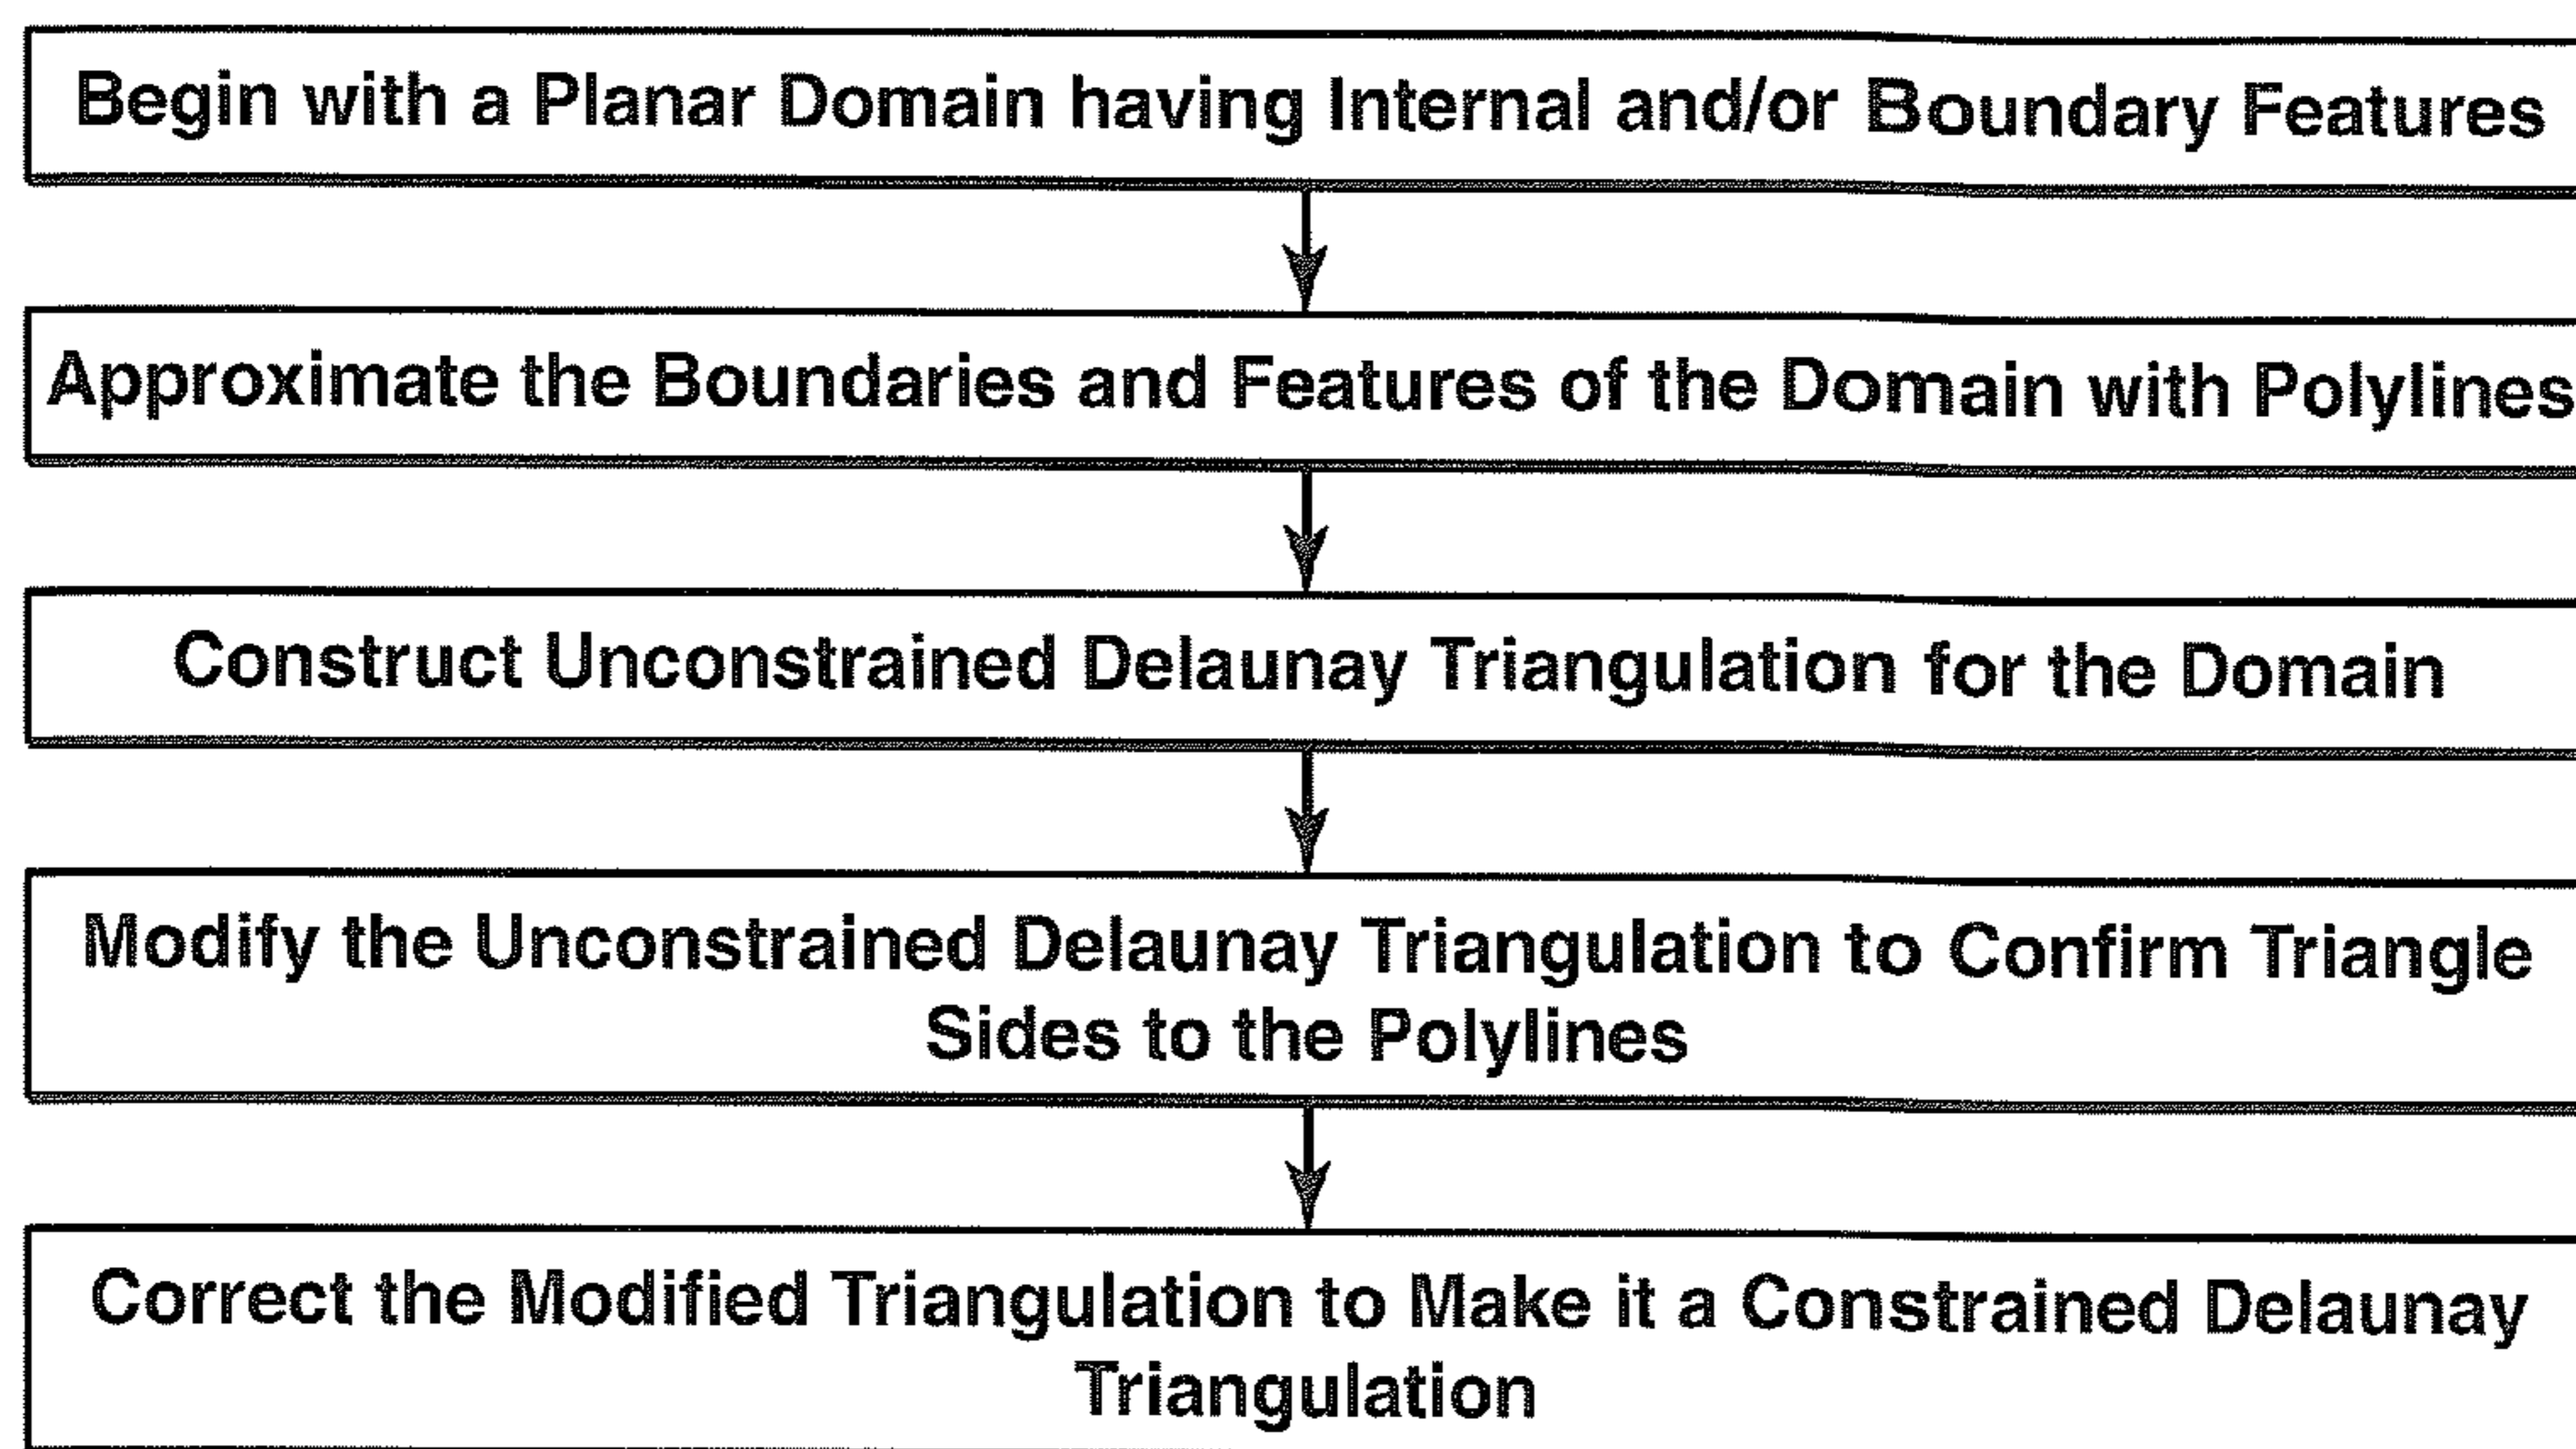 Begin with a Planar Domain having Internal and/or Boundary Features
Approximate the Boundaries and Features of the Domain with Polylines
Construct Unconstrained Delaunay Triangulation for the Domain
Modify the Unconstrained Delaunay Triangulation to Confirm Triangle
Sides to the Polylines
Correct the Modified Triangulation to Make it a Constrained Delaunay
Triangulation